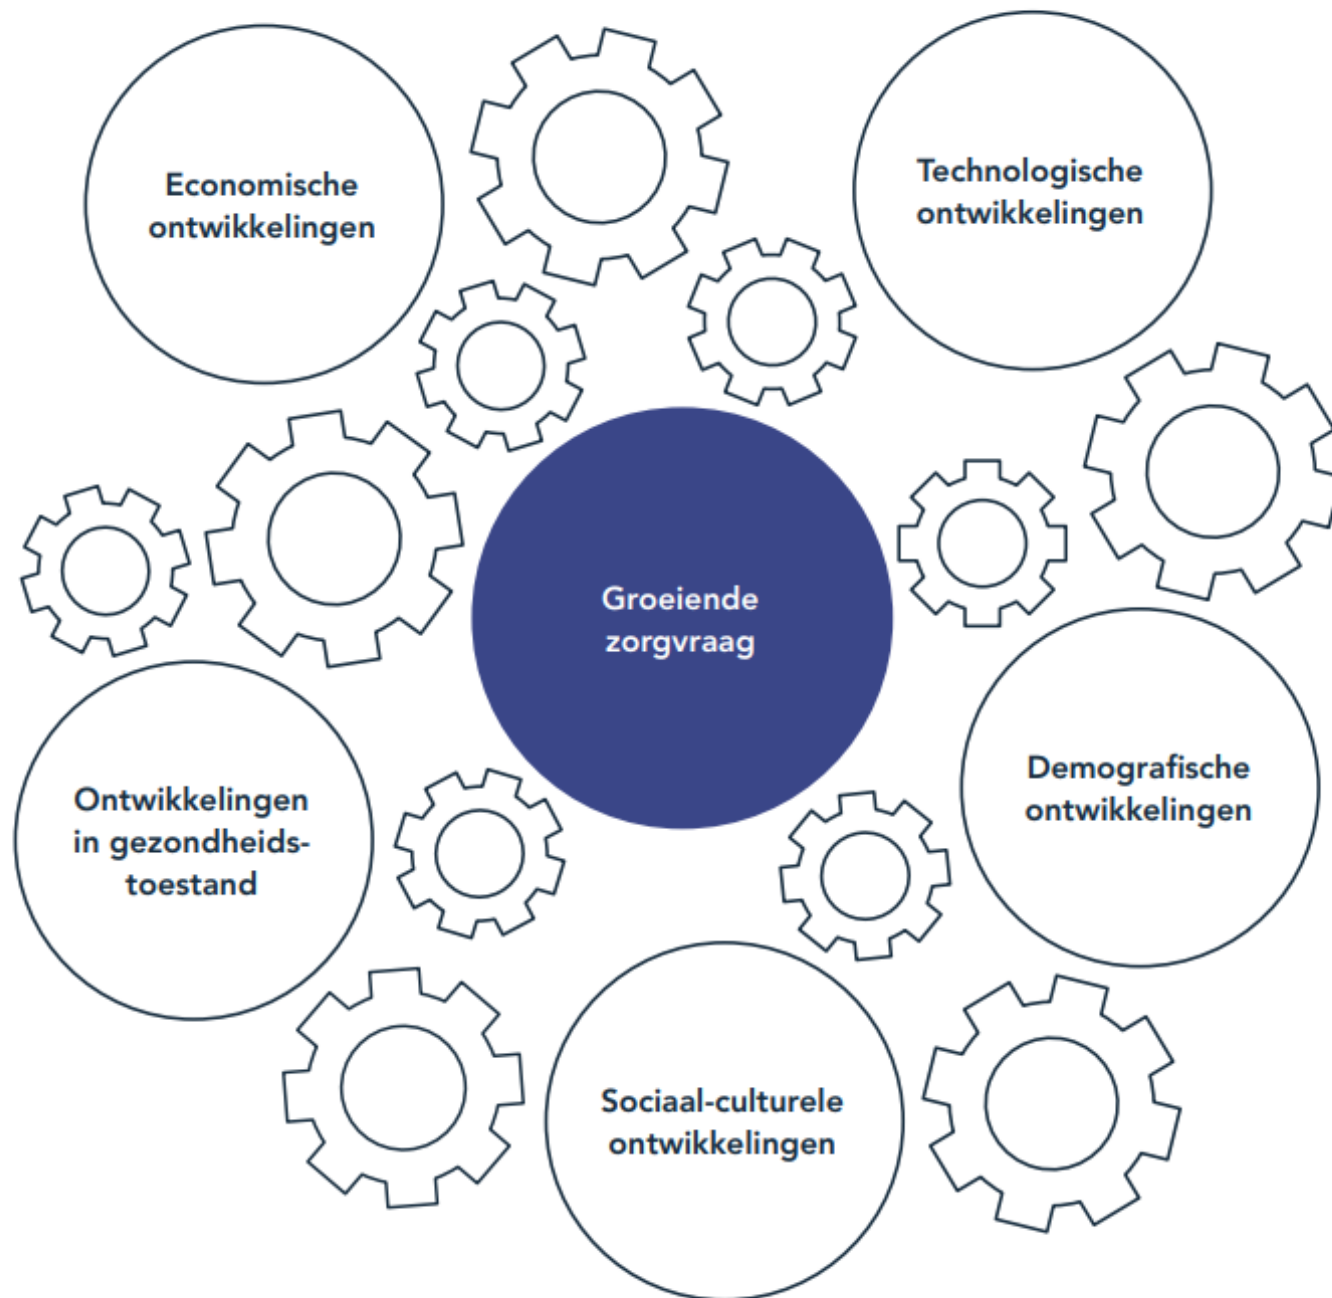 Economische
ontwikkelingen
Technologische
ontwikkelingen
Groeiende
zorgvraag
Ontwikkelingen
in gezondheids-
toestand
Demografische
ontwikkelingen
Sociaal-culturele
ontwikkelingen